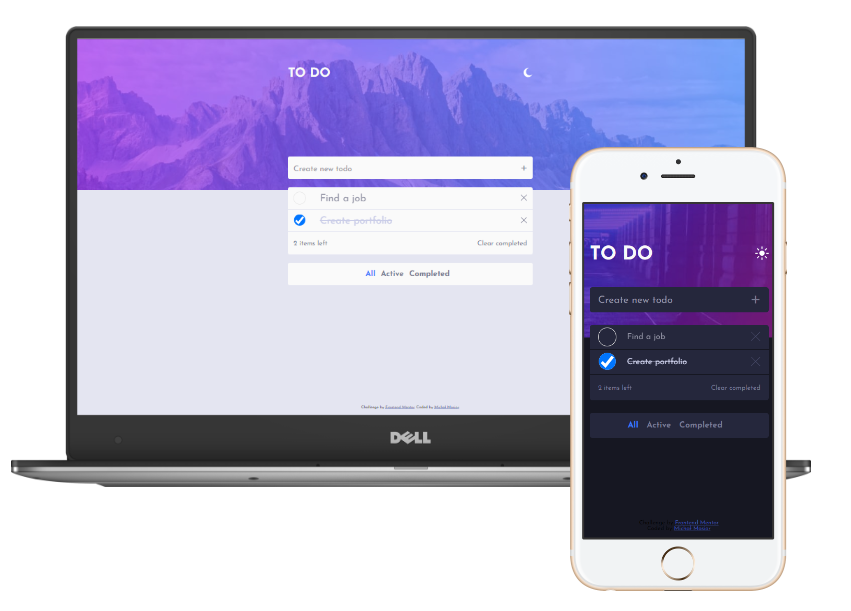 TO DO
Create new todo +
Find a job
Create portfolio
2 items left Clear completed
All Active Completed
Challenge by Frontend Mentor. Coded by
DELL
TO DO
Create new todo +
Find a job
Create portfolio
2 items left Clear completed
All Active Completed
Challenge by Frontend Mentor
Coded by